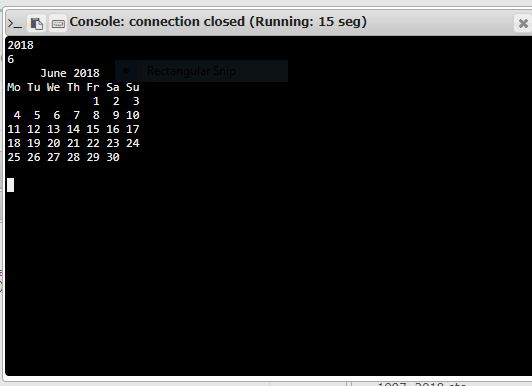 >_ Console: connection closed (Running: 15 seg)
2018
6
Rectangular Snip
     June 2018
Mo Tu We Th Fr Sa Su
             1  2  3
 4  5  6  7  8  9 10
11 12 13 14 15 16 17
18 19 20 21 22 23 24
25 26 27 28 29 30